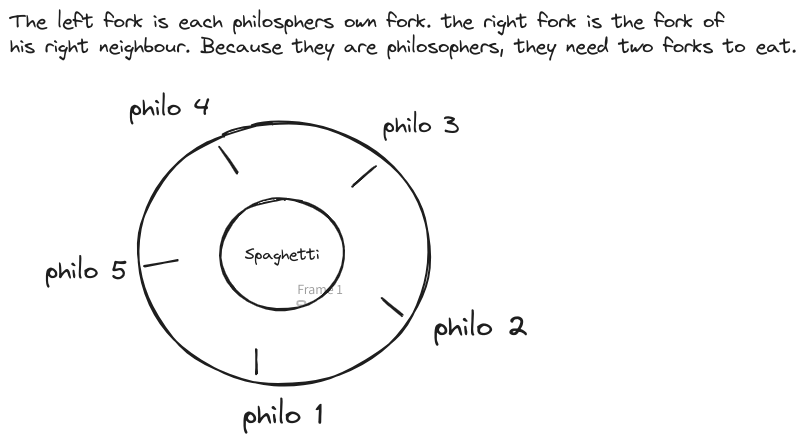 The left fork is each philosphers own fork. the right fork is the fork of
his right neighbour. Because they are philosophers, they need two forks to eat.
philo 4
philo 3
Spaghetti
philo 5
Frame 1
philo 2
philo 1